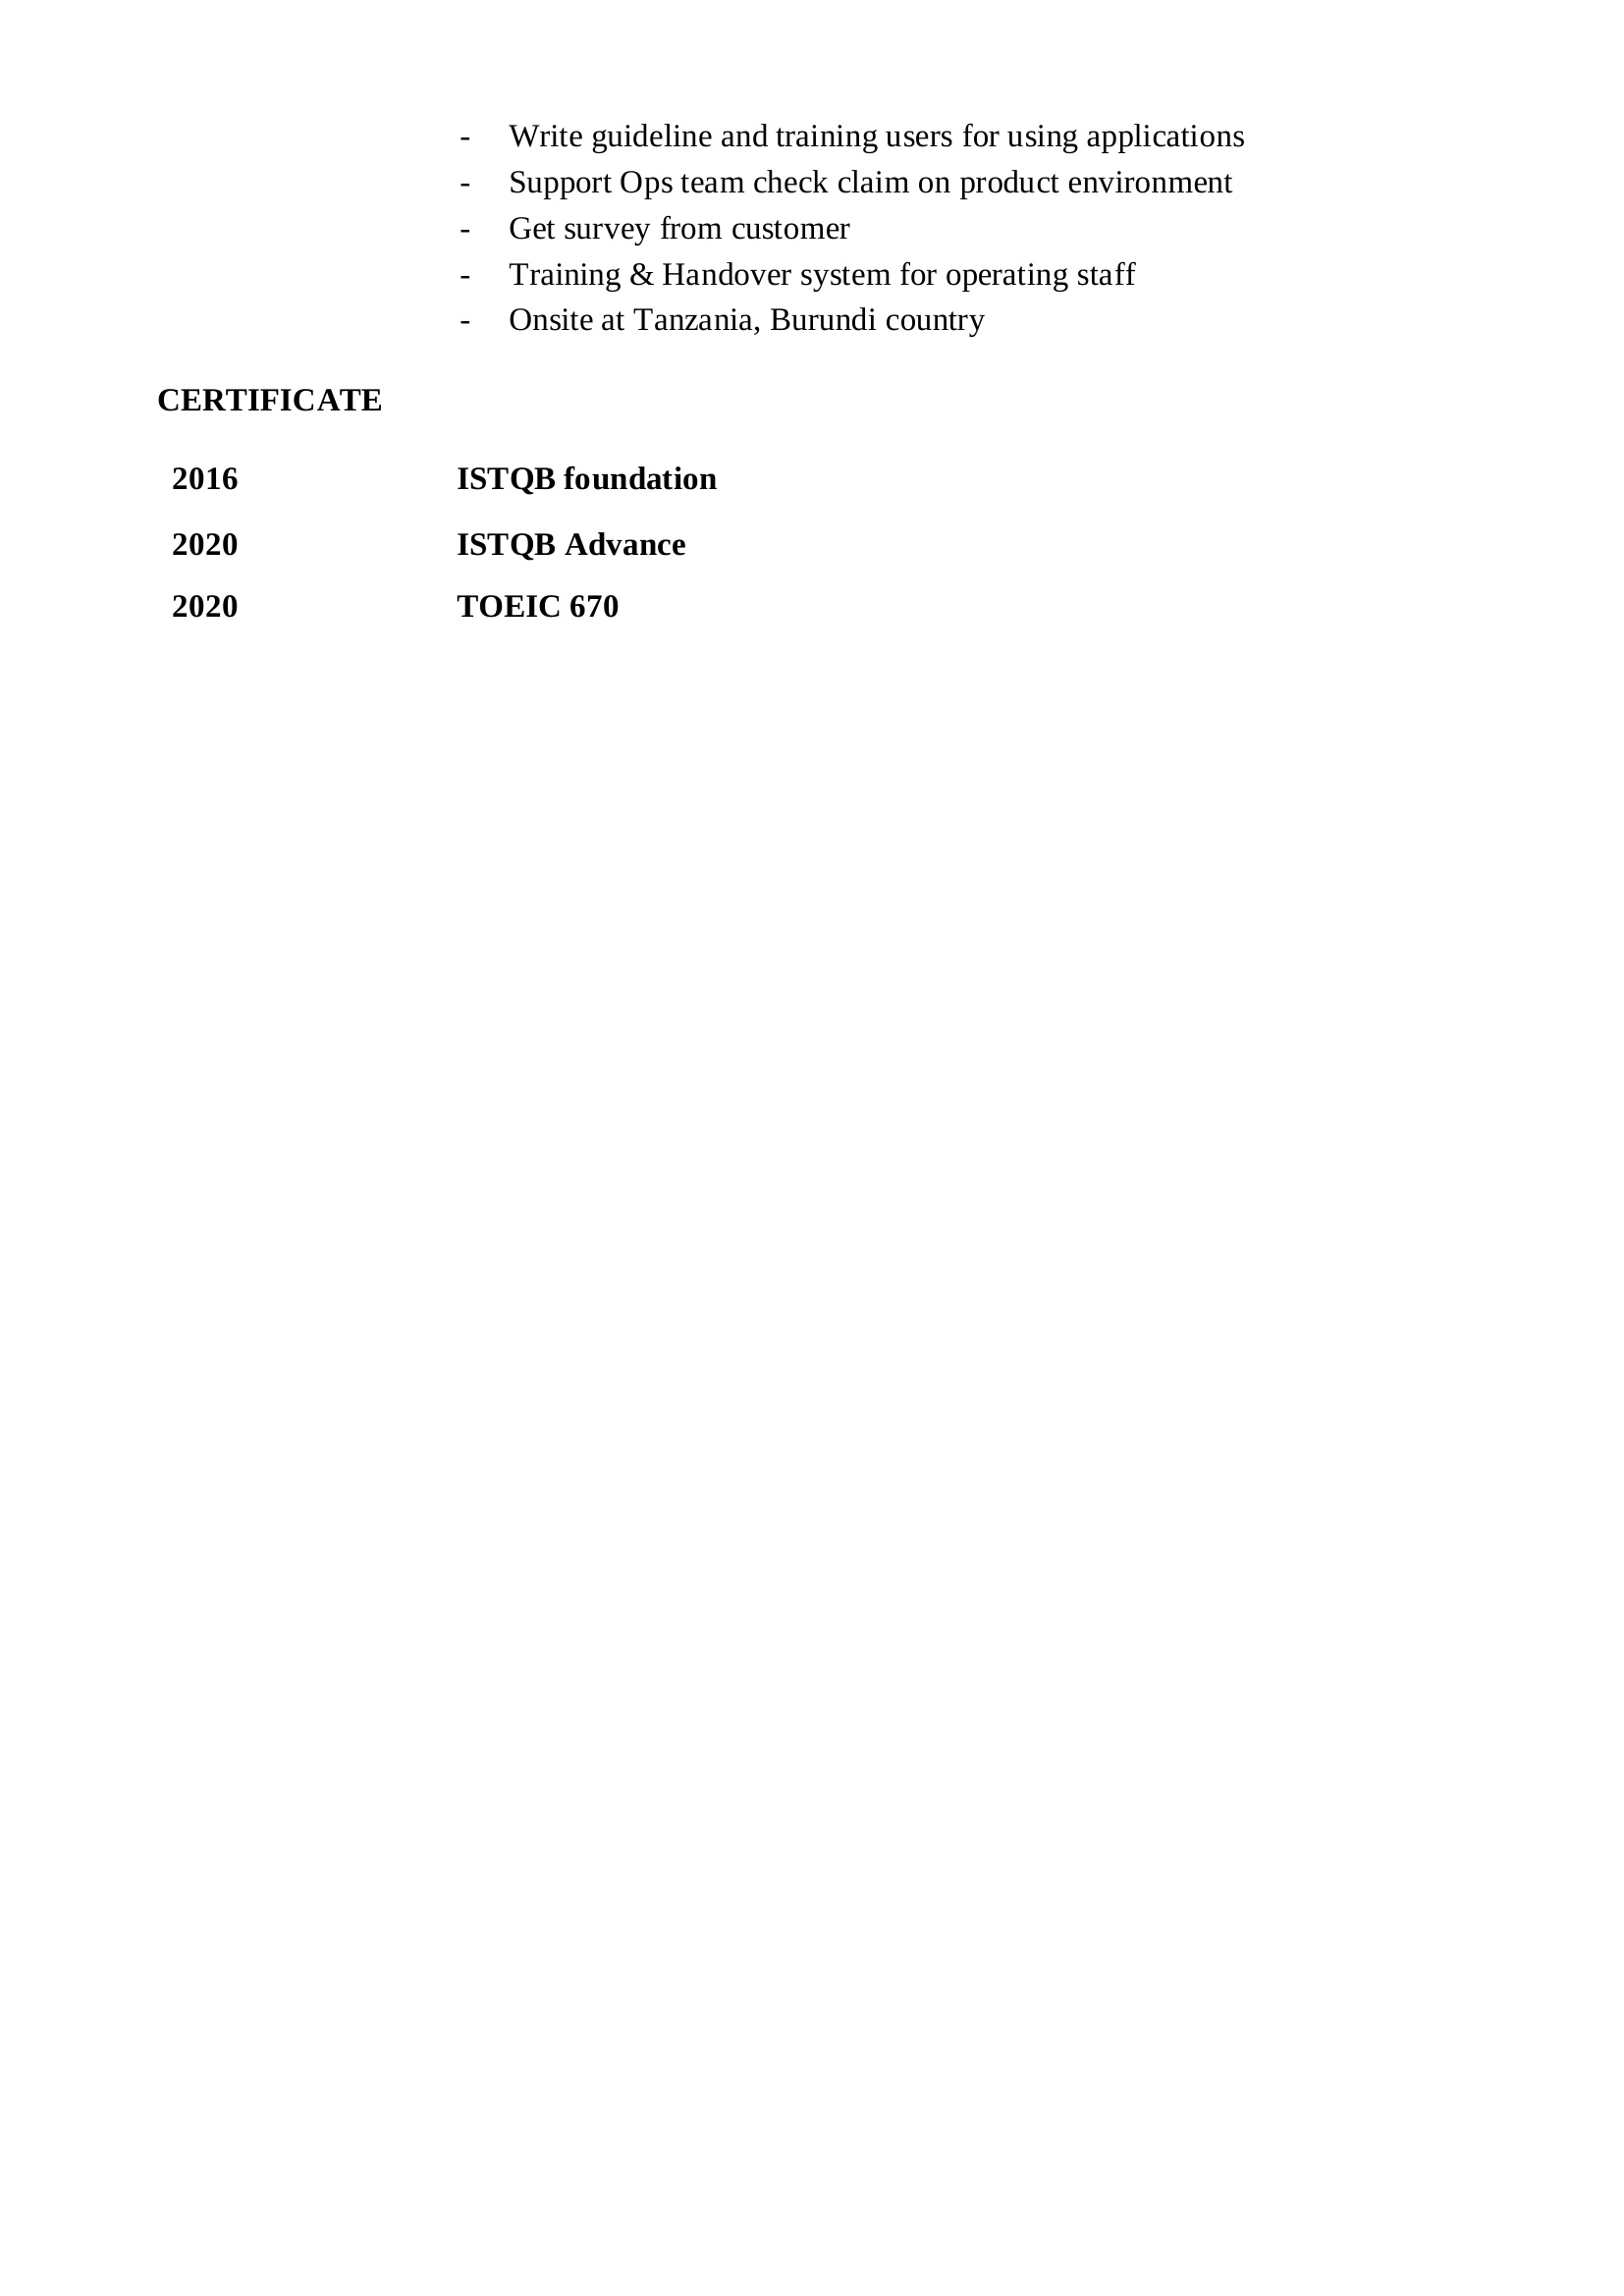 - Write guideline and training users for using applications
- Support Ops team check claim on product environment
- Get survey from customer
- Training & Handover system for operating staff
- Onsite at Tanzania, Burundi country
CERTIFICATE
2016 ISTQB foundation
2020 ISTQB Advance
2020 TOEIC 670